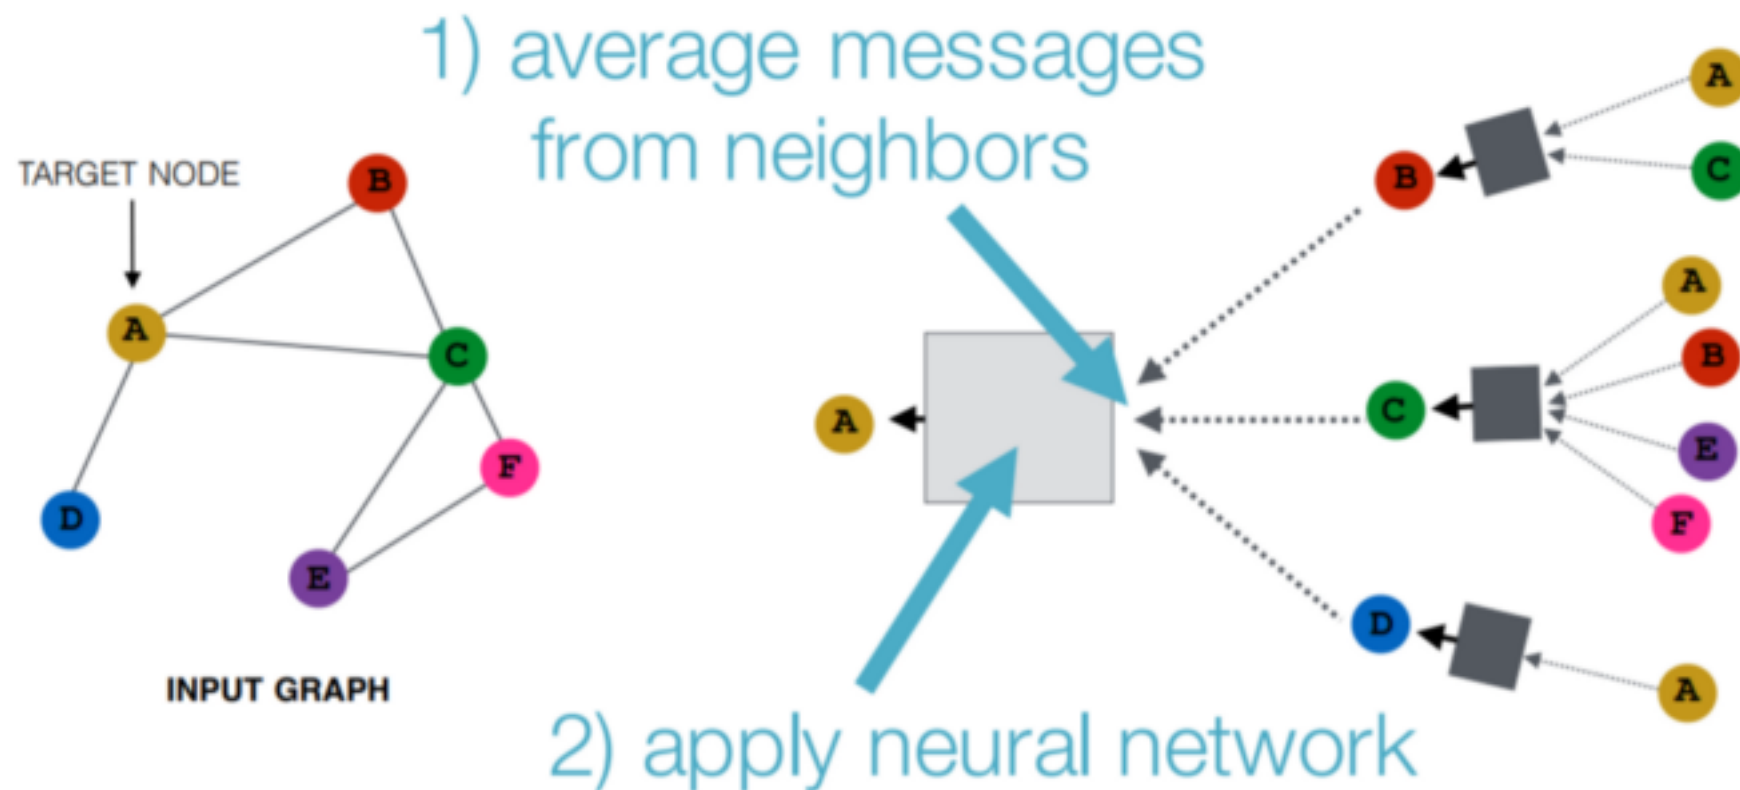 1) average messages
from neighbors
TARGET NODE
B
A
C
F
D
E
INPUT GRAPH
A
B
A
C
C
A
B
E
F
D
A
2) apply neural network